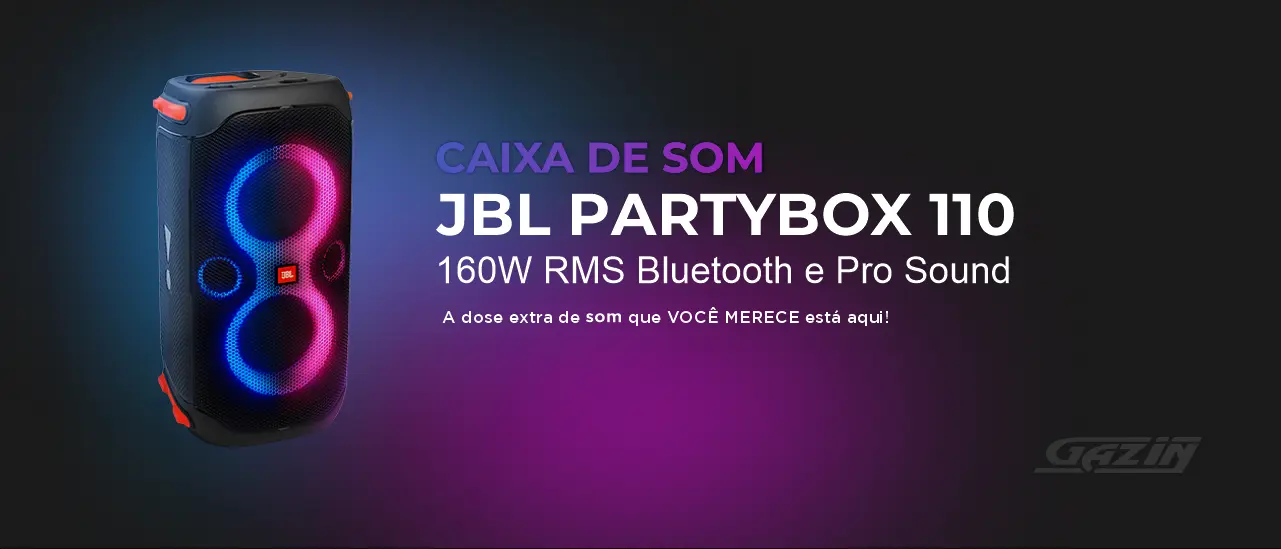 CAIXA DE SOM
JBL PARTYBOX 110
160W RMS Bluetooth e Pro Sound
A dose extra de som que VOCÊ MERECE está aqui!
JBL
GAZIN